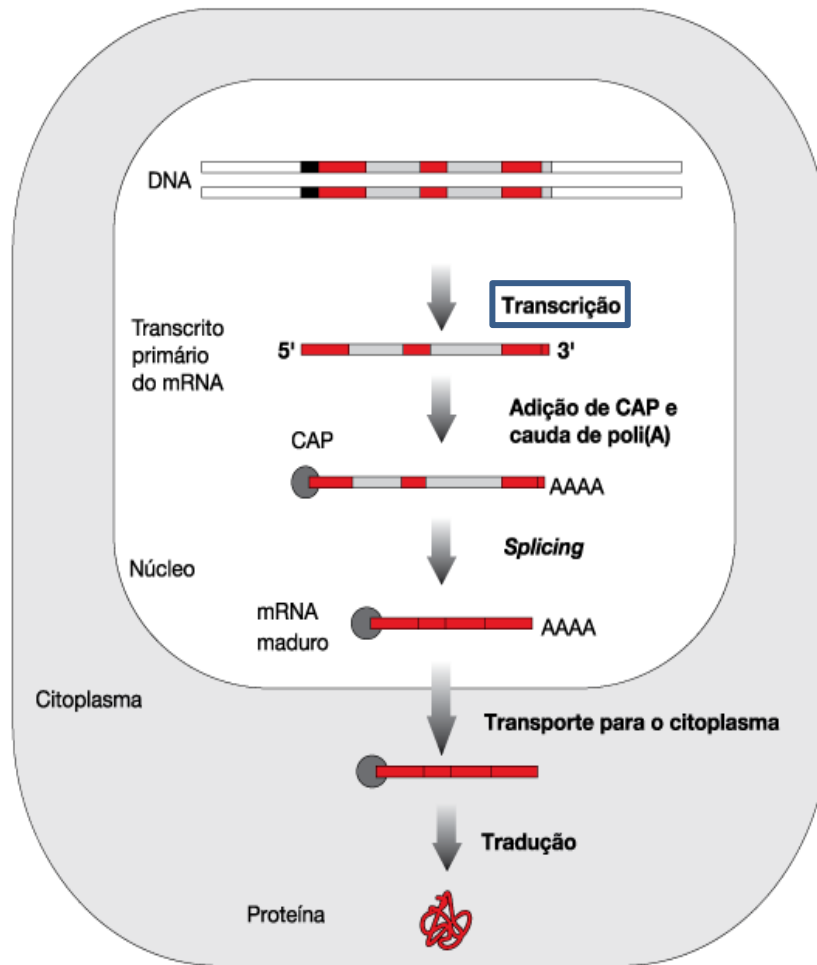 DNA
Transcrição
Transcrito
primário
do mRNA
5'
3'
Adição de CAP e
cauda de poli(A)
CAP
AAAA
Splicing
Núcleo
mRNA
maduro
AAAA
Citoplasma
Transporte para o citoplasma
Tradução
Proteína